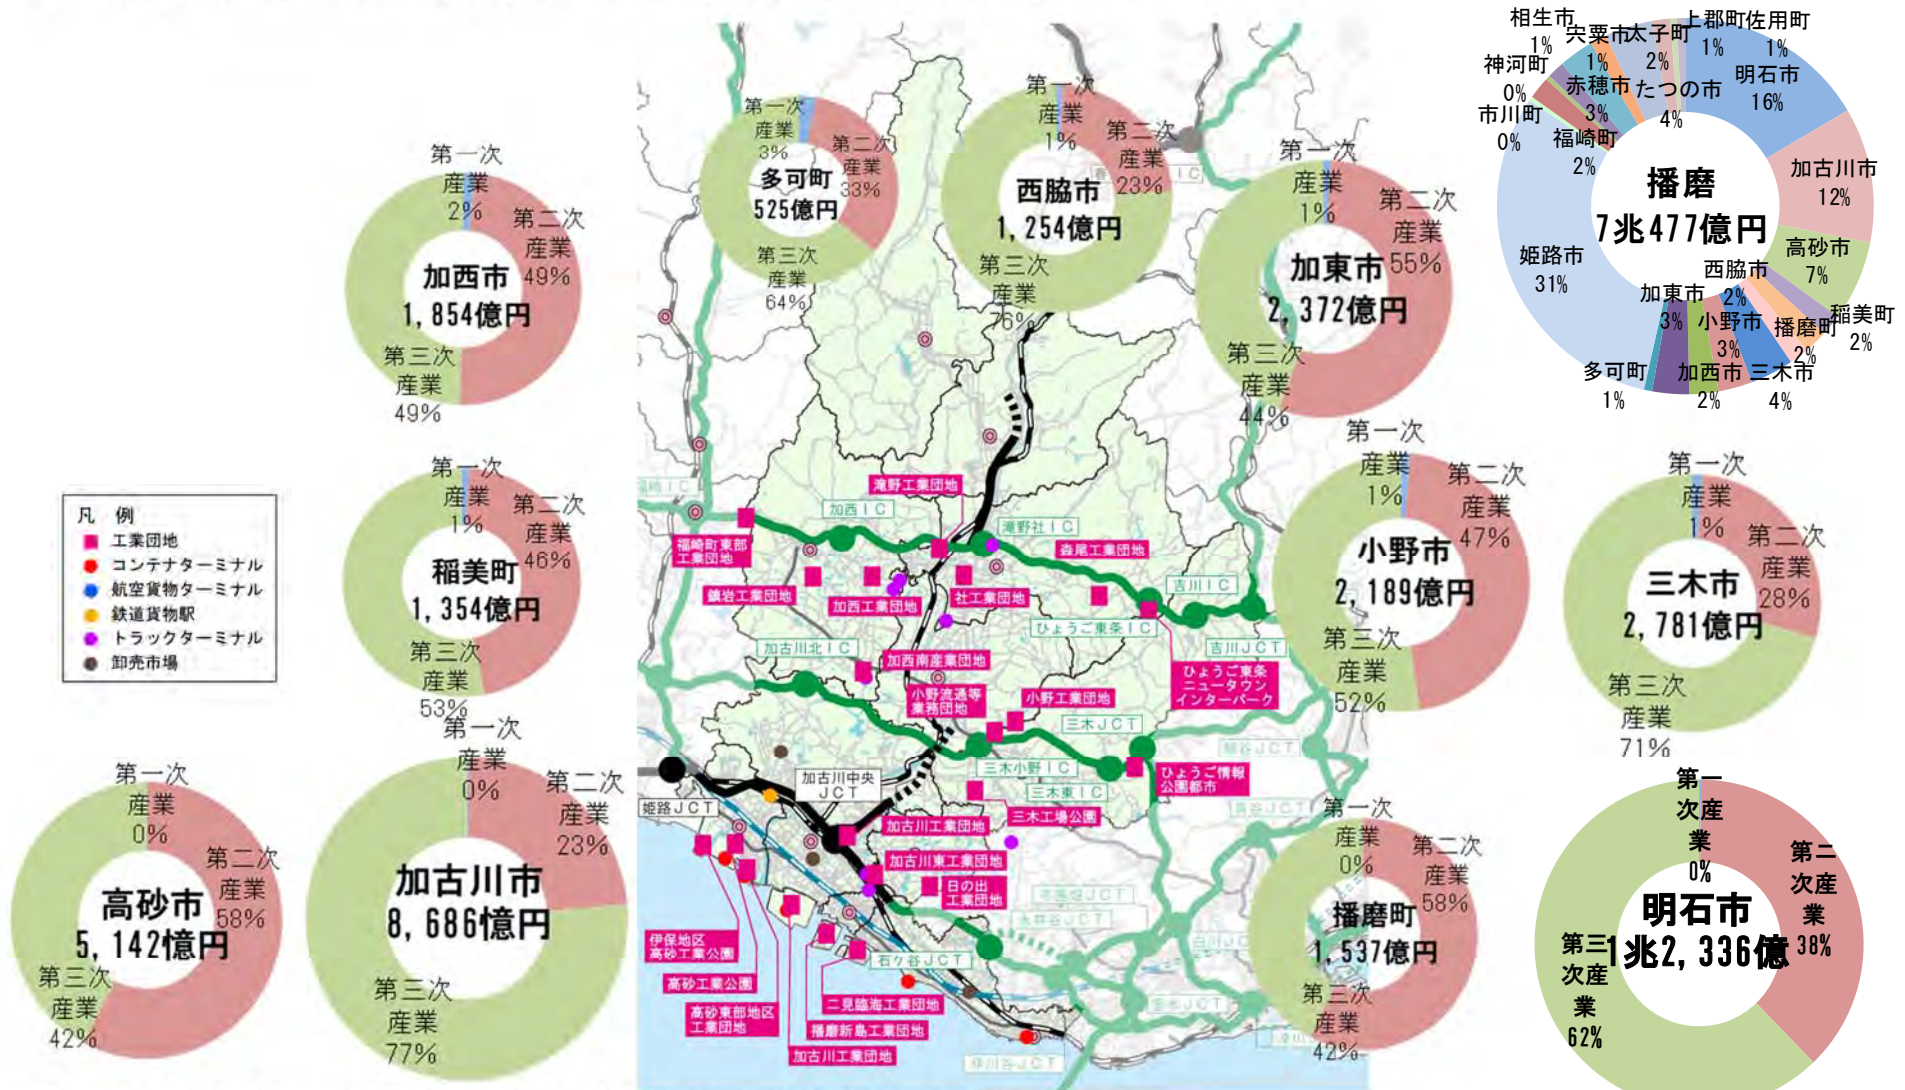 第一次
産業
3%
第二次
産業
33%
多可町
525億円
第三次
産業
64%
第一次
産業
1%
第二次
産業
23%
西脇市
1,254億円
第三次
産業
76%
第一次
産業
2%
第二次
産業
49%
加西市
1,854億円
第三次
産業
49%
第一次
産業
1%
第二次
産業
55%
加東市
2,372億円
第三次
産業
44%
相生市
1%
宍粟市
1%
太子町
2%
上郡町
1%
佐用町
1%
神河町
0%
赤穂市
3%
たつの市
4%
明石市
16%
市川町
0%
福崎町
2%
播磨
7兆477億円
加古川市
12%
姫路市
31%
高砂市
7%
西脇市
2%
加東市
3%
小野市
3%
播磨町
2%
稲美町
2%
多可町
1%
加西市
2%
三木市
4%
第一次
産業
1%
第二次
産業
46%
稲美町
1,354億円
第三次
産業
53%
第一次
産業
1%
第二次
産業
47%
小野市
2,189億円
第三次
産業
52%
第一次
産業
1%
第二次
産業
28%
三木市
2,781億円
第三次
産業
71%
凡 例
工業団地
コンテナターミナル
航空貨物ターミナル
鉄道貨物駅
トラックターミナル
卸売市場
滝野工業団地
加西IC
滝野社IC
福崎町東部
工業団地
森尾工業団地
吉川IC
鎮岩工業団地
加西工業団地
社工業団地
ひょうご東条IC
加古川北IC
吉川JCT
加西南産業団地
ひょうご東条
ニュータウン
インターパーク
小野流通等
業務団地
小野工業団地
三木JCT
三木小野IC
三木東IC
ひょうご情報
公園都市
加古川中央
JCT
姫路JCT
三木工場公園
加古川工業団地
加古川東工業団地
日の出
工業団地
伊保地区
高砂工業公園
石ケ谷JCT
高砂工業公園
高砂東部地区
工業団地
二見臨海工業団地
播磨新島工業団地
加古川工業団地
第一次
産業
0%
第二次
産業
58%
高砂市
5,142憶円
第三次
産業
42%
第一次
産業
0%
第二次
産業
23%
加古川市
8,686憶円
第三次
産業
77%
第一次
産業
0%
第二次
産業
58%
播磨町
1,537億円
第三次
産業
42%
第一
次産
業
0%
第二
次産
業
38%
明石市
1兆2,336億
第三
次産
業
62%